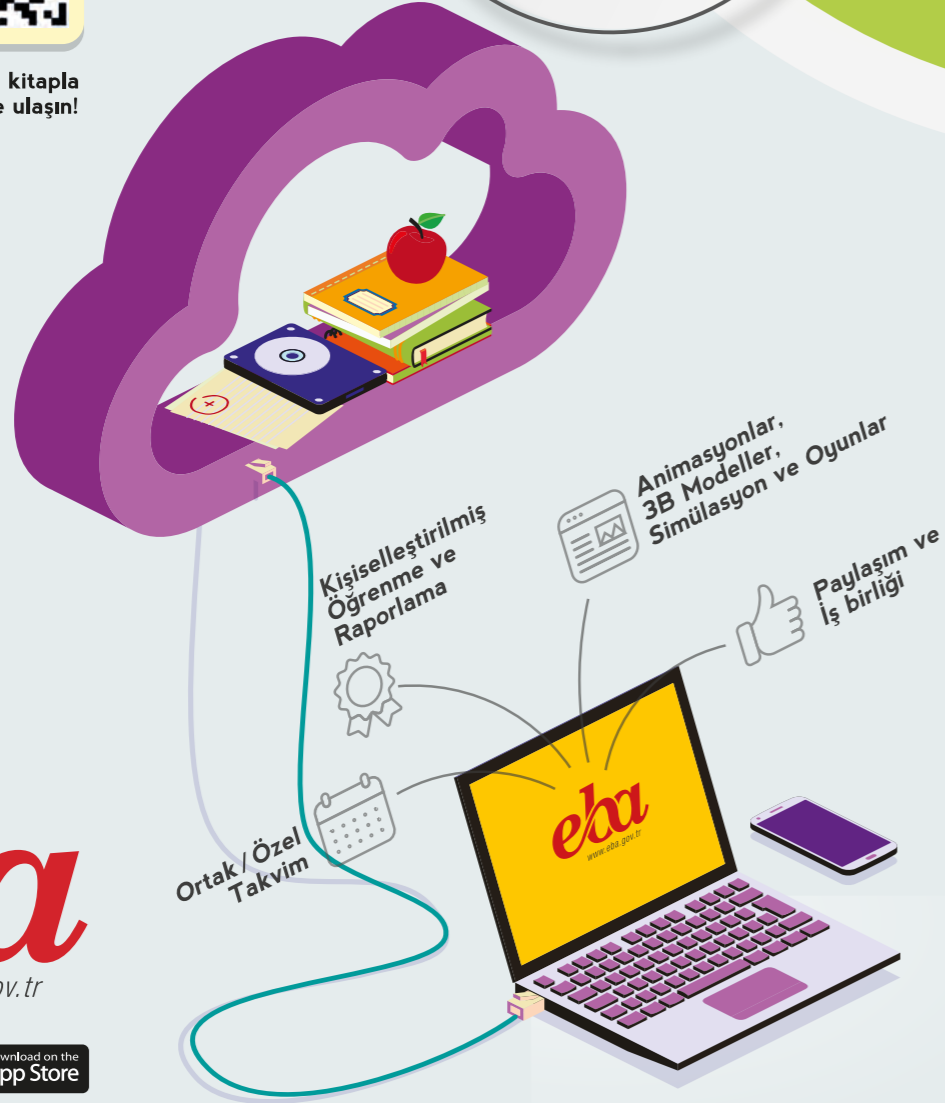 kitapla
ulaşın!
Animasyonlar,
3B Modeller,
Simülasyon ve Oyunlar
Kişiselleştirilmiş
Öğrenme ve
Raporlama
Paylaşım ve
İş birliği
Ortak / Özel
Takvim
eba
www.eba.gov.tr
a
ov.tr
wnload on the
pp Store